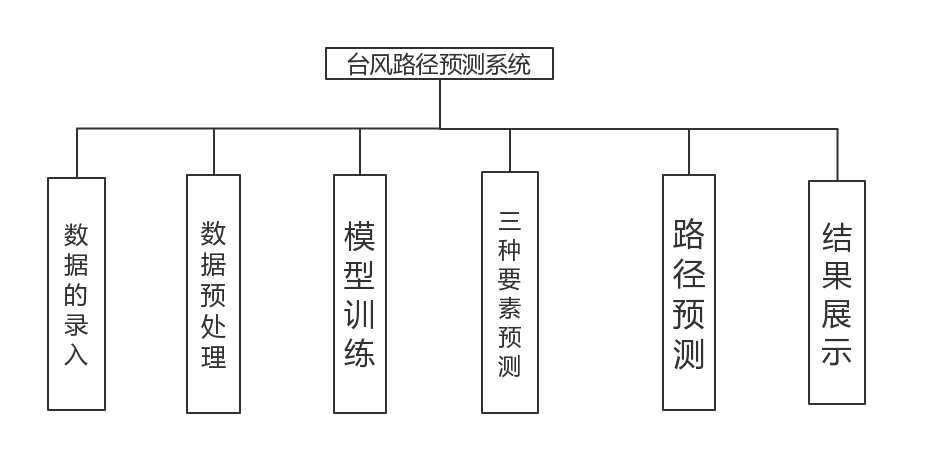 台风路径预测系统
数据的录入
数据预处理
模型训练
三种要素预测
路径预测
结果展示